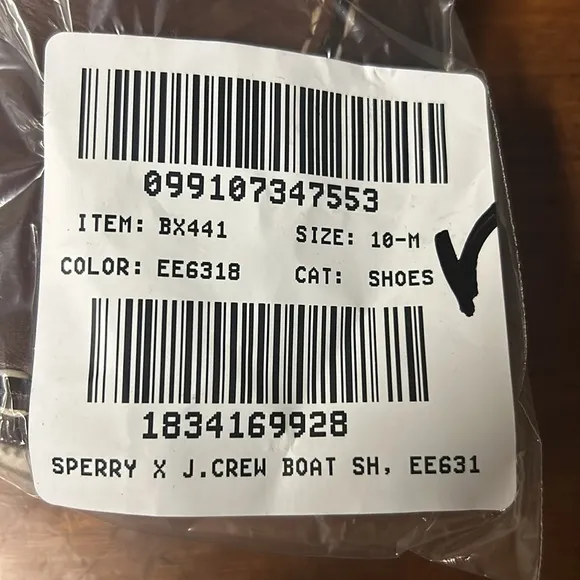 099107347553
ITEM: BX441 SIZE: 10-M
COLOR: EE6318 CAT: SHOES
1834169928
SPERRY X J.CREW BOAT SH, EE631